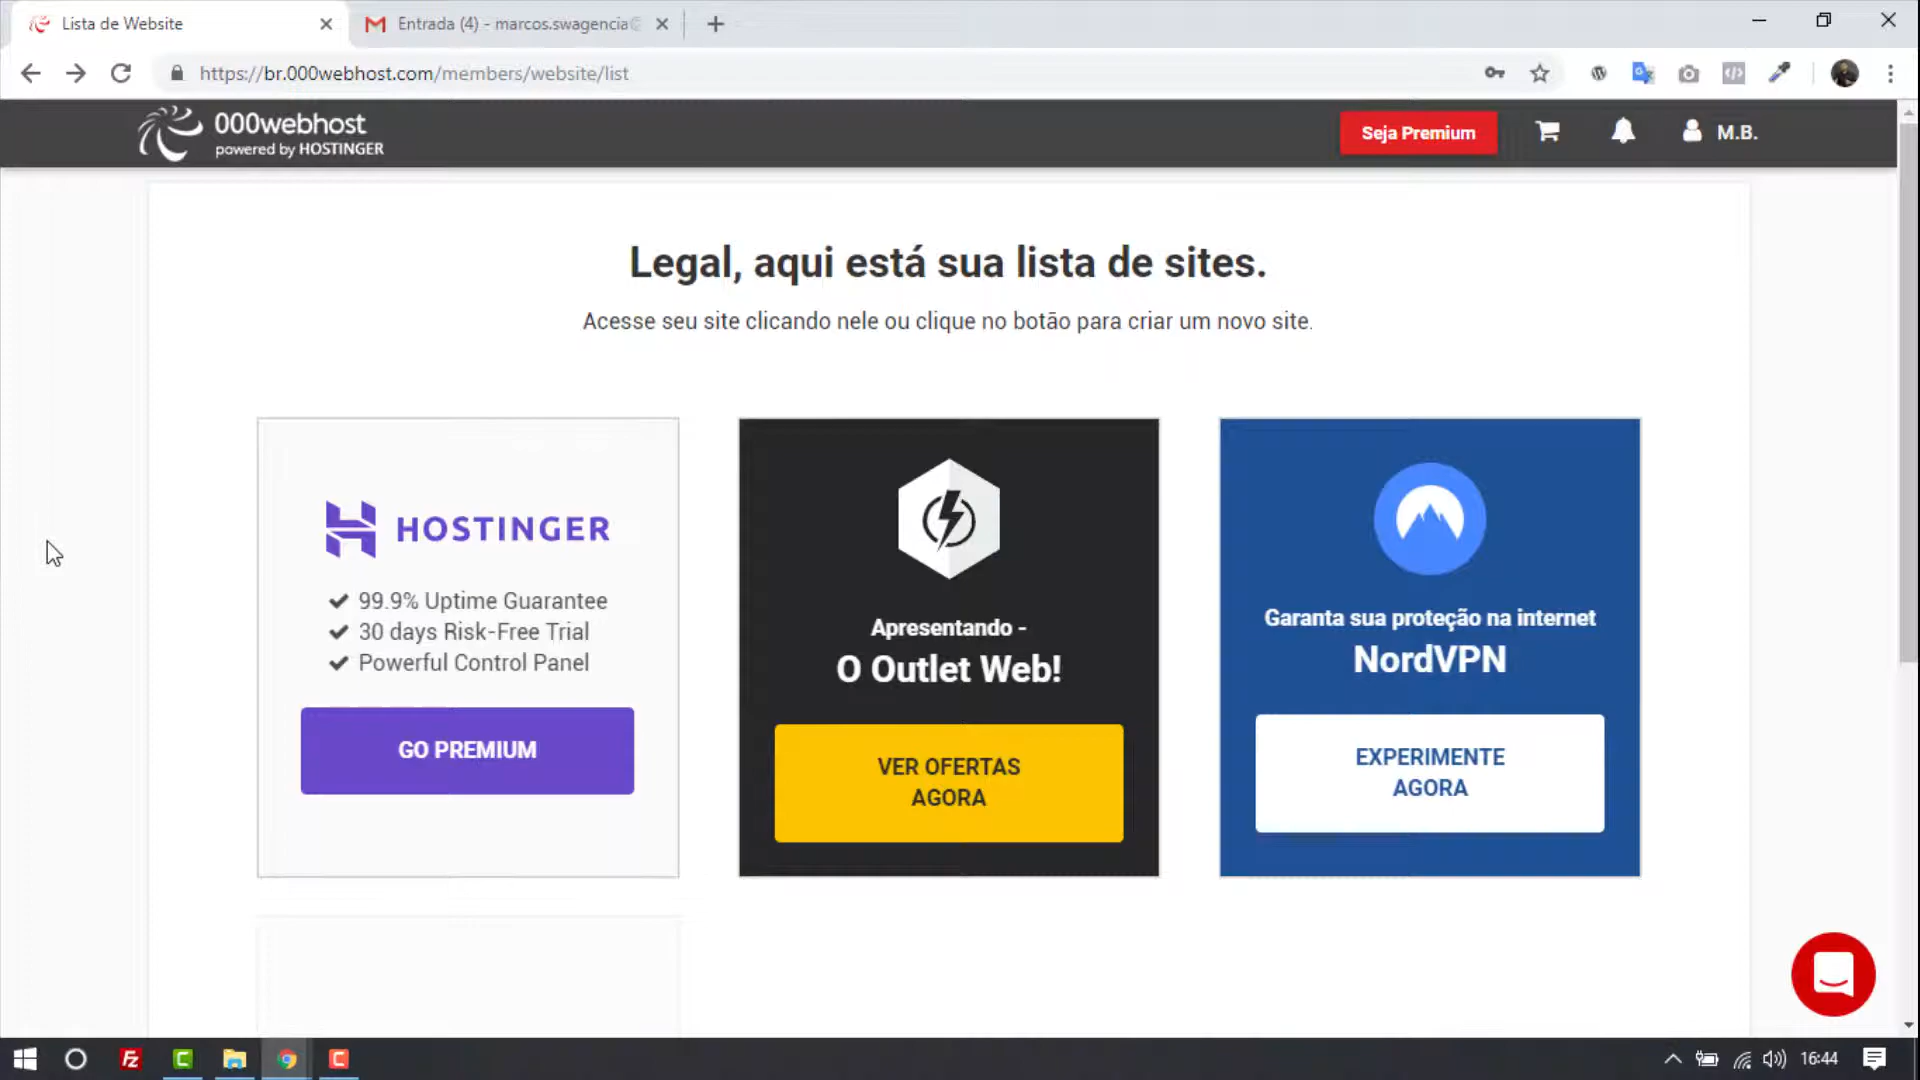 Lista de Website
Entrada (4) - marcos.swagencia@
https://br.000webhost.com/members/website/list
000webhost
powered by HOSTINGER
Seja Premium
M.B.
Legal, aqui está sua lista de sites.
Acesse seu site clicando nele ou clique no botão para criar um novo site.
HOSTINGER
99.9% Uptime Guarantee
30 days Risk-Free Trial
Powerful Control Panel
GO PREMIUM
Apresentando -
O Outlet Web!
VER OFERTAS
AGORA
Garanta sua proteção na internet
NordVPN
EXPERIMENTE
AGORA
16:44